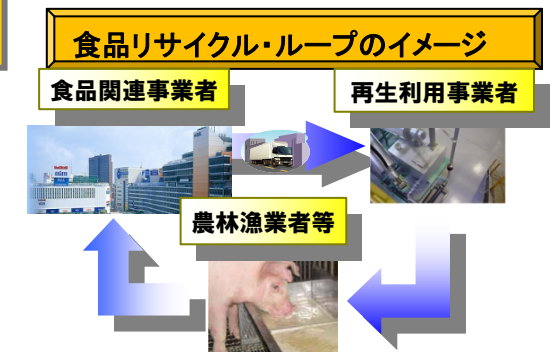 食品リサイクル・ループのイメージ
食品関連事業者
再生利用事業者
農林漁業者等